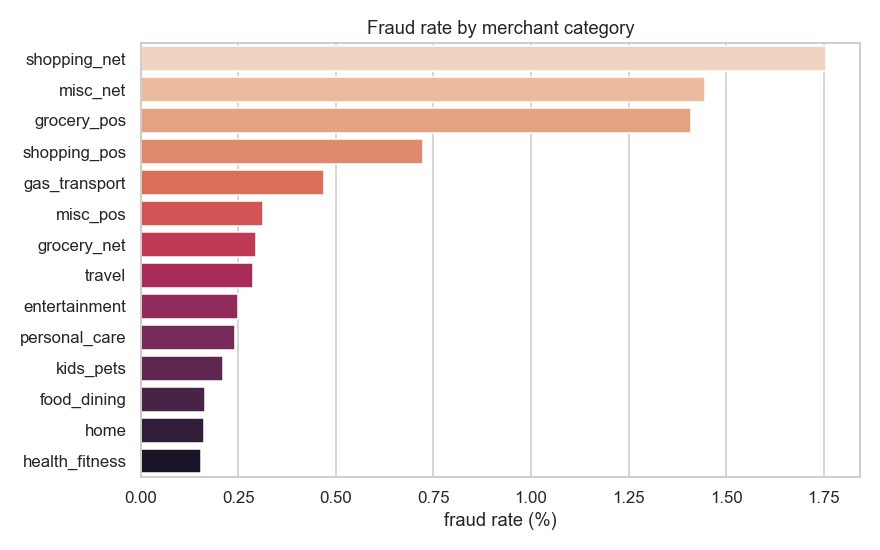 Fraud rate by merchant category
shopping_net
misc_net
grocery_pos
shopping_pos
gas_transport
misc_pos
grocery_net
travel
entertainment
personal_care
kids_pets
food_dining
home
health_fitness
0.00 0.25 0.50 0.75 1.00 1.25 1.50 1.75
fraud rate (%)